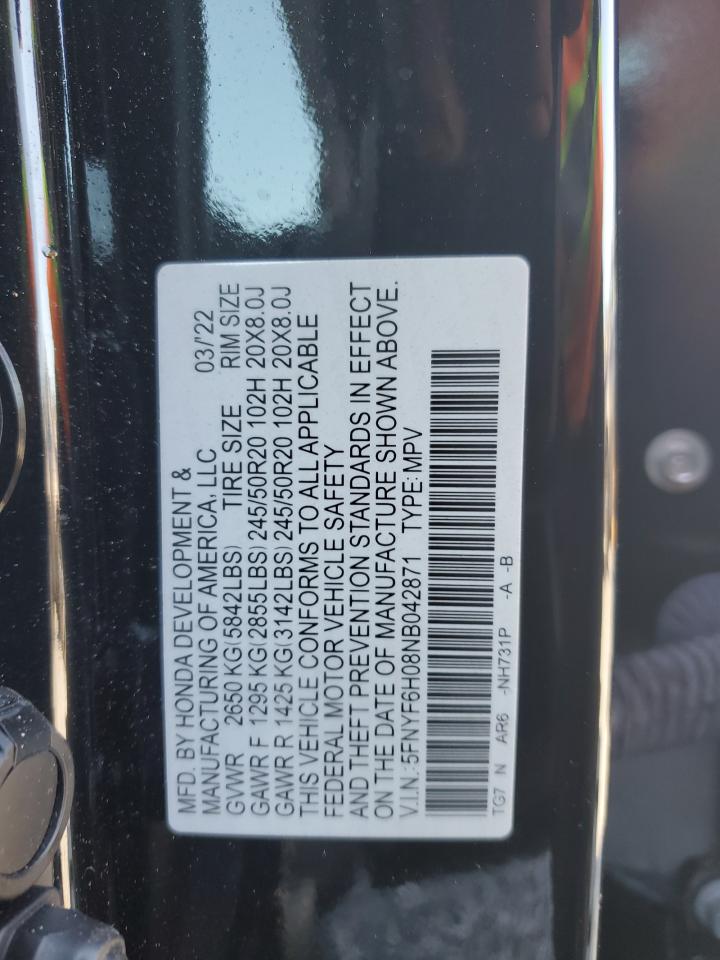 MFD. BY HONDA DEVELOPMENT &
MANUFACTURING OF AMERICA, LLC 03/'22
GVWR 2650 KG(5842LBS) TIRE SIZE RIM SIZE
GAWR F 1295 KG(2855LBS) 245/50R20 102H 20X8.0J
GAWR R 1425 KG(3142LBS) 245/50R20 102H 20X8.0J
THIS VEHICLE CONFORMS TO ALL APPLICABLE
FEDERAL MOTOR VEHICLE SAFETY
AND THEFT PREVENTION STANDARDS IN EFFECT
ON THE DATE OF MANUFACTURE SHOWN ABOVE.
V.I.N.:5FNYF6H08NB042871 TYPE:MPV
TG7 N AR6 -NH731P -A -B